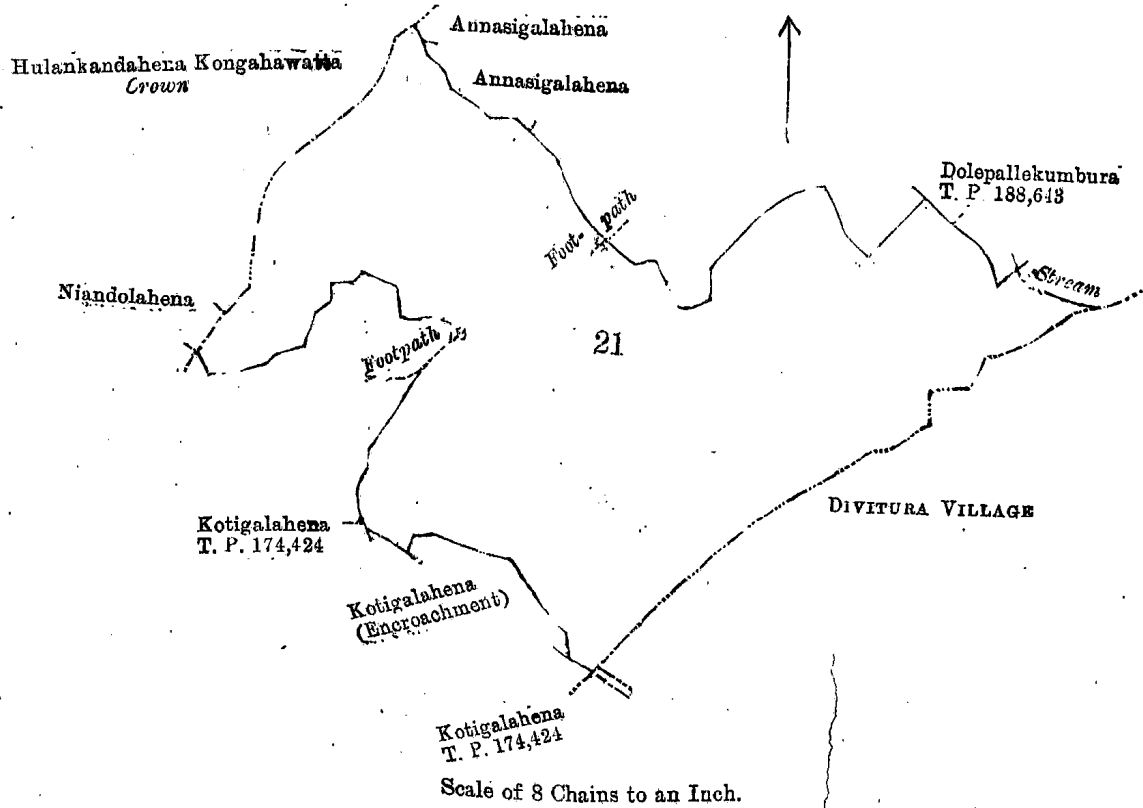 Annasigalahena
Hulankandahena Kongahawatta
Crown
Annasigalahena
Dolepallekumbura
T. P. 188,643
Foot-path
Stream
Niandolahena
Footpath
21
DIVITURA VILLAGE
Kotigalahena
T. P. 174,424
Kotigalahena
(Encroachment)
Kotigalahena
T. P. 174,424
Scale of 8 Chains to an Inch.